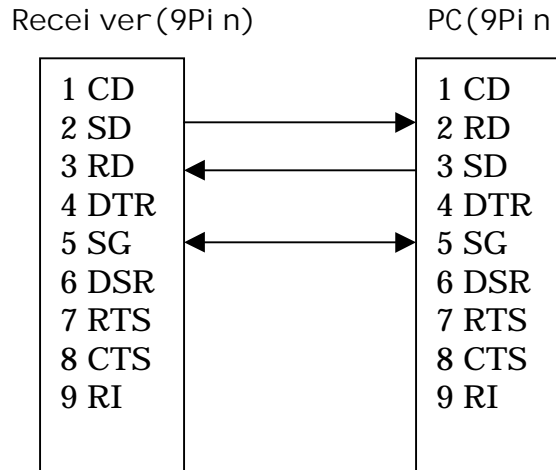 Receiver(9Pin)
PC(9Pin
1 CD
2 SD
3 RD
4 DTR
5 SG
6 DSR
7 RTS
8 CTS
9 RI
1 CD
2 RD
3 SD
4 DTR
5 SG
6 DSR
7 RTS
8 CTS
9 RI